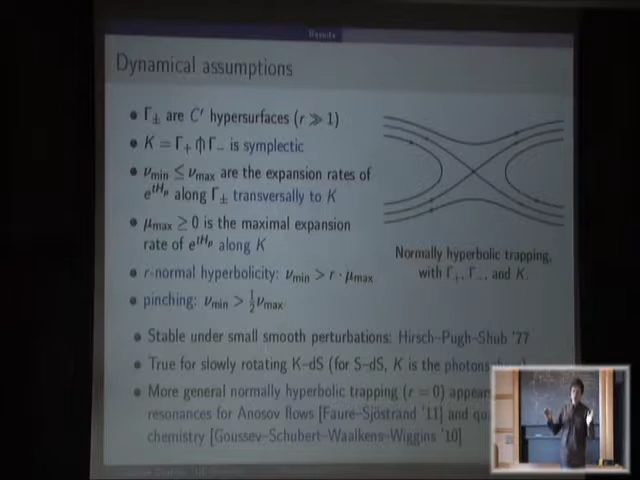 Results
Dynamical assumptions
Γ± are Cʳ hypersurfaces (r ≫ 1)
K = Γ₊ ⋔ Γ₋ is symplectic
νmin ≤ νmax are the expansion rates of
e^{tHₚ} along Γ± transversally to K
μmax ≥ 0 is the maximal expansion
rate of e^{tHₚ} along K
r-normal hyperbolicity: νmin > r · μmax
pinching: νmin > ½νmax
Normally hyperbolic trapping,
with Γ₊, Γ₋, and K.
Stable under small smooth perturbations: Hirsch–Pugh–Shub '77
True for slowly rotating K–dS (for S–dS, K is the photon
More general normally hyperbolic trapping (r = 0) appears
resonances for Anosov flows [Faure–Sjöstrand '11] and
chemistry [Goussev–Schubert–Waalkens–Wiggins '10]